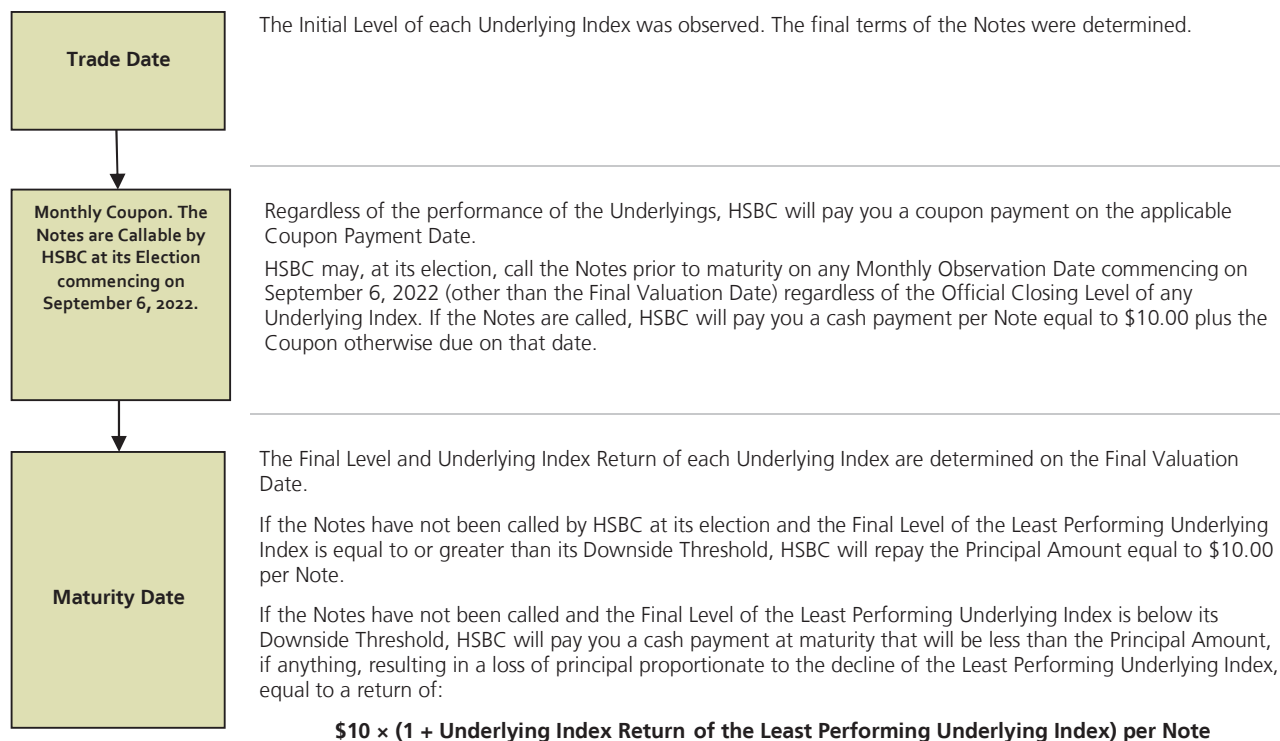 Trade Date
The Initial Level of each Underlying Index was observed. The final terms of the Notes were determined.
Monthly Coupon. The
Notes are Callable by
HSBC at its Election
commencing on
September 6, 2022.
Regardless of the performance of the Underlyings, HSBC will pay you a coupon payment on the applicable
Coupon Payment Date.
HSBC may, at its election, call the Notes prior to maturity on any Monthly Observation Date commencing on
September 6, 2022 (other than the Final Valuation Date) regardless of the Official Closing Level of any
Underlying Index. If the Notes are called, HSBC will pay you a cash payment per Note equal to $10.00 plus the
Coupon otherwise due on that date.
Maturity Date
The Final Level and Underlying Index Return of each Underlying Index are determined on the Final Valuation
Date.
If the Notes have not been called by HSBC at its election and the Final Level of the Least Performing Underlying
Index is equal to or greater than its Downside Threshold, HSBC will repay the Principal Amount equal to $10.00
per Note.
If the Notes have not been called and the Final Level of the Least Performing Underlying Index is below its
Downside Threshold, HSBC will pay you a cash payment at maturity that will be less than the Principal Amount,
if anything, resulting in a loss of principal proportionate to the decline of the Least Performing Underlying Index,
equal to a return of:
$10 × (1 + Underlying Index Return of the Least Performing Underlying Index) per Note